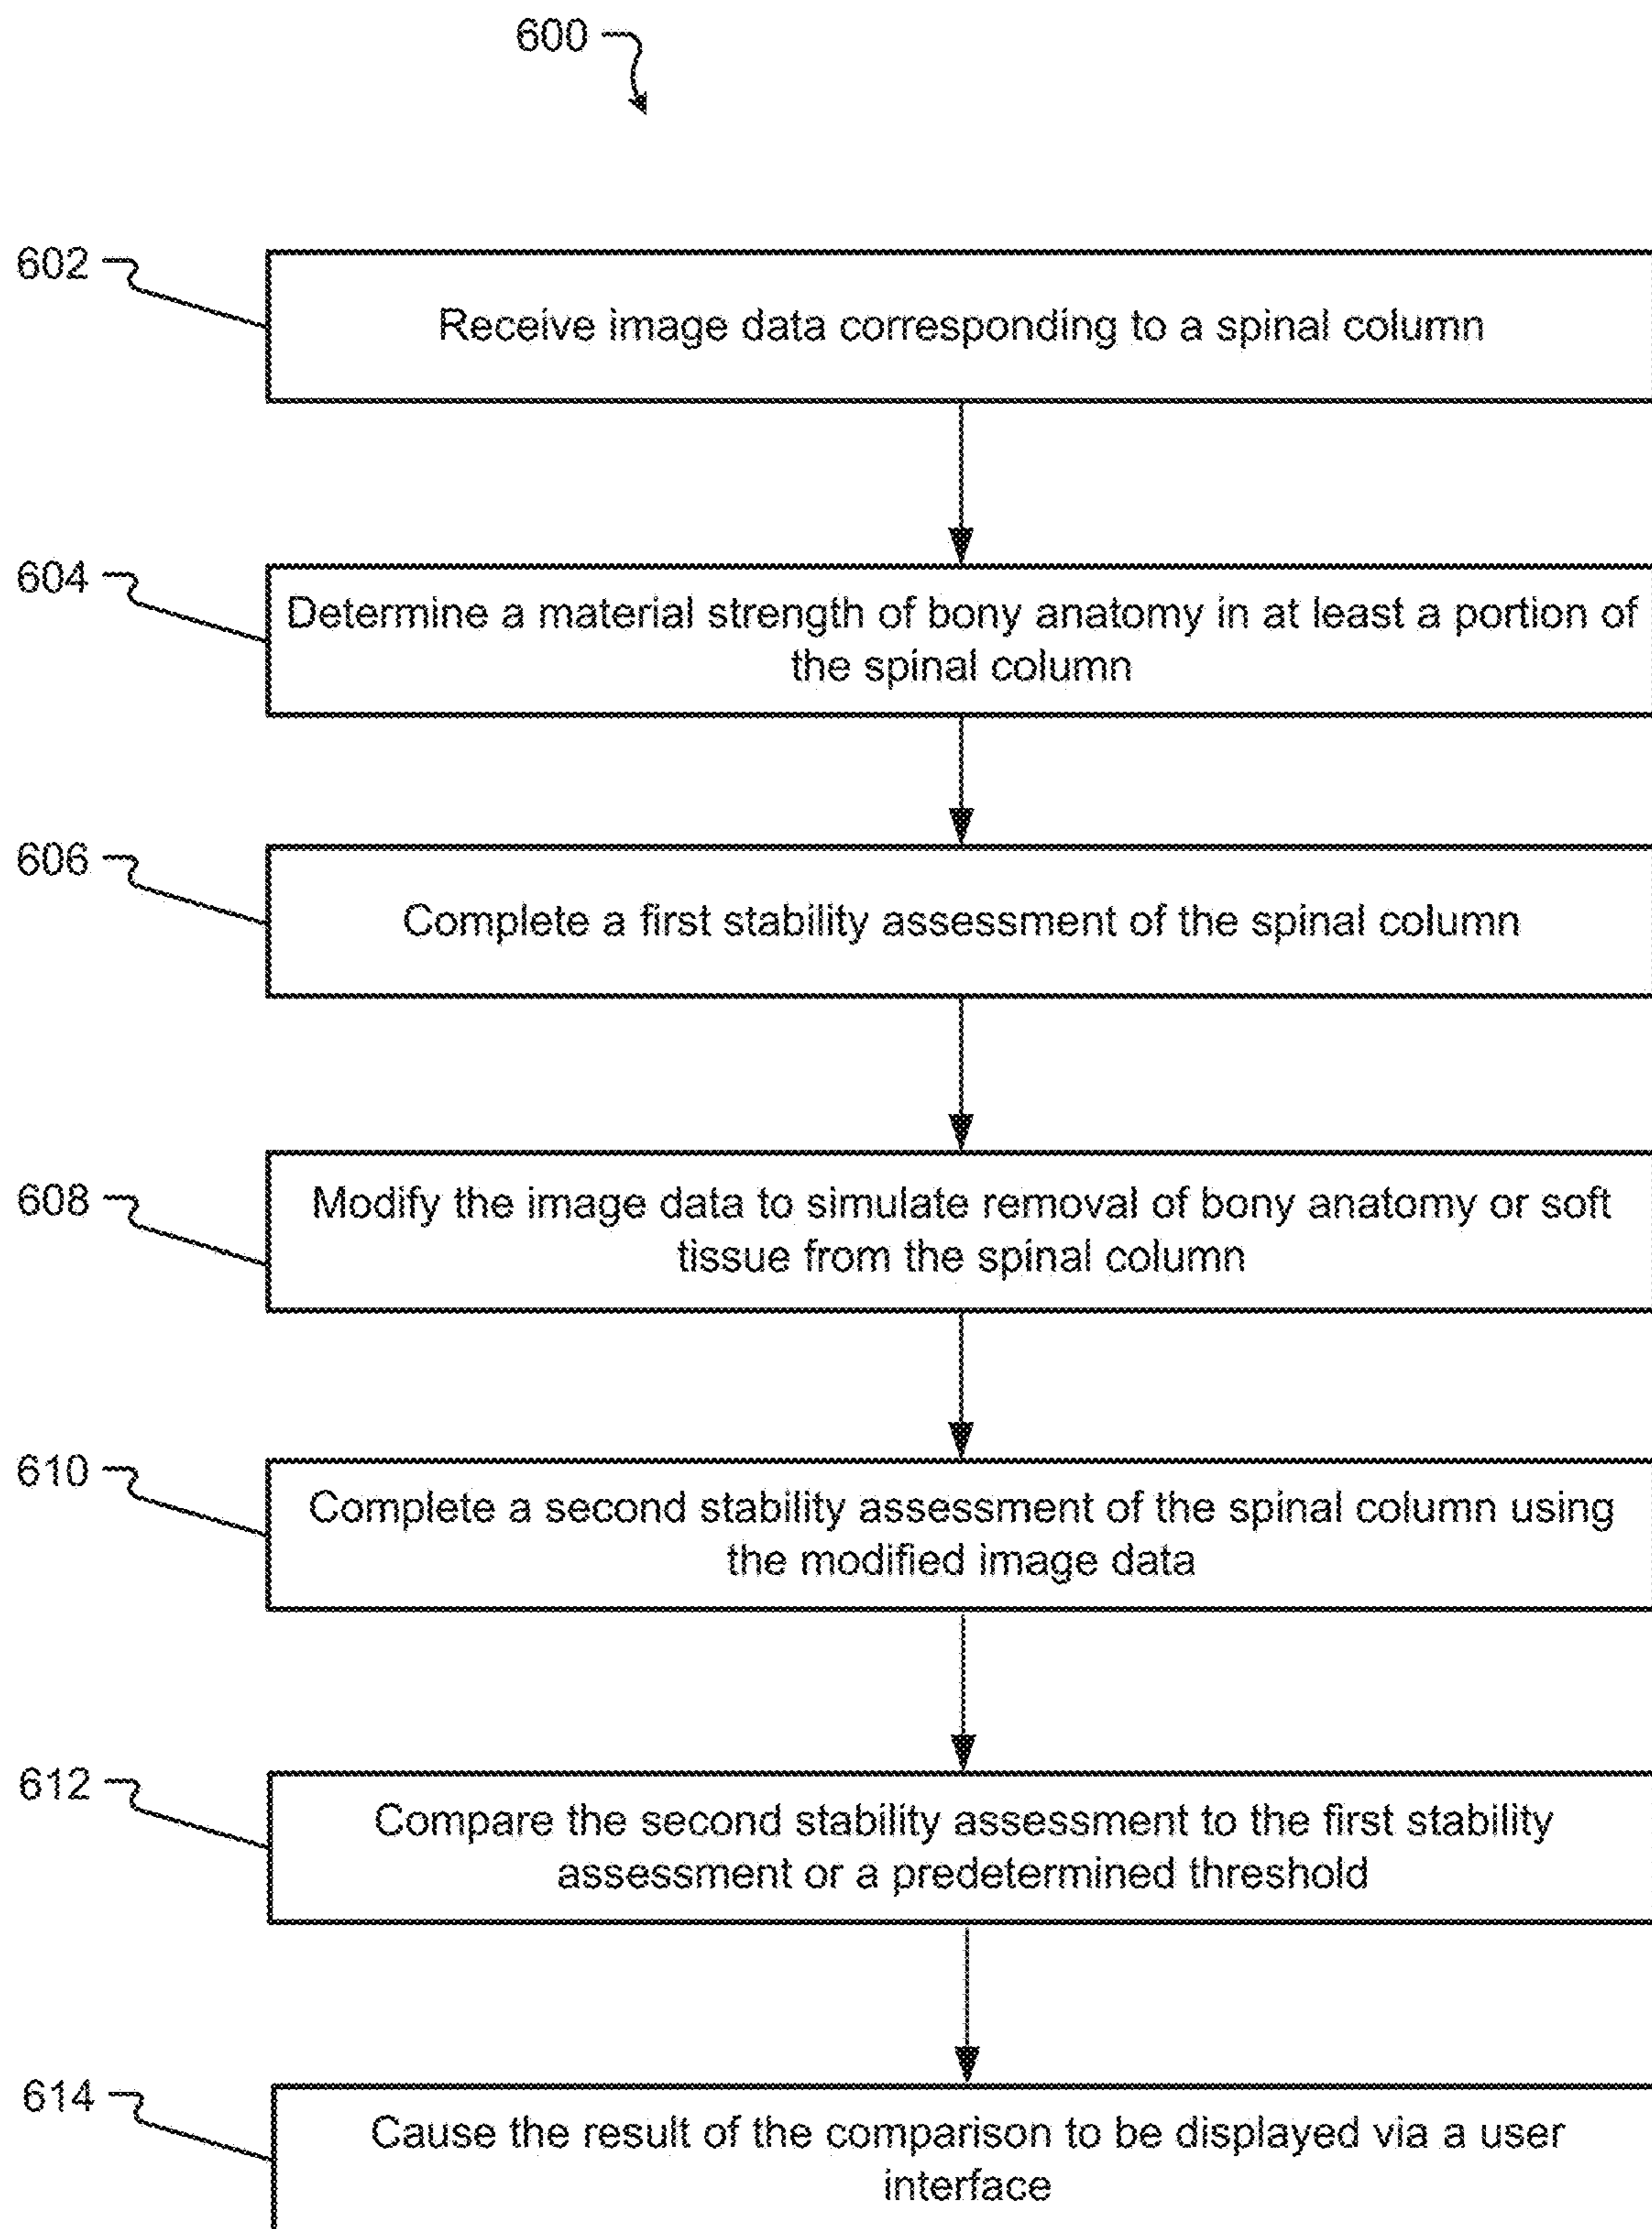 600
602
Receive image data corresponding to a spinal column
604
Determine a material strength of bony anatomy in at least a portion of
the spinal column
606
Complete a first stability assessment of the spinal column
608
Modify the image data to simulate removal of bony anatomy or soft
tissue from the spinal column
610
Complete a second stability assessment of the spinal column using
the modified image data
612
Compare the second stability assessment to the first stability
assessment or a predetermined threshold
614
Cause the result of the comparison to be displayed via a user
interface